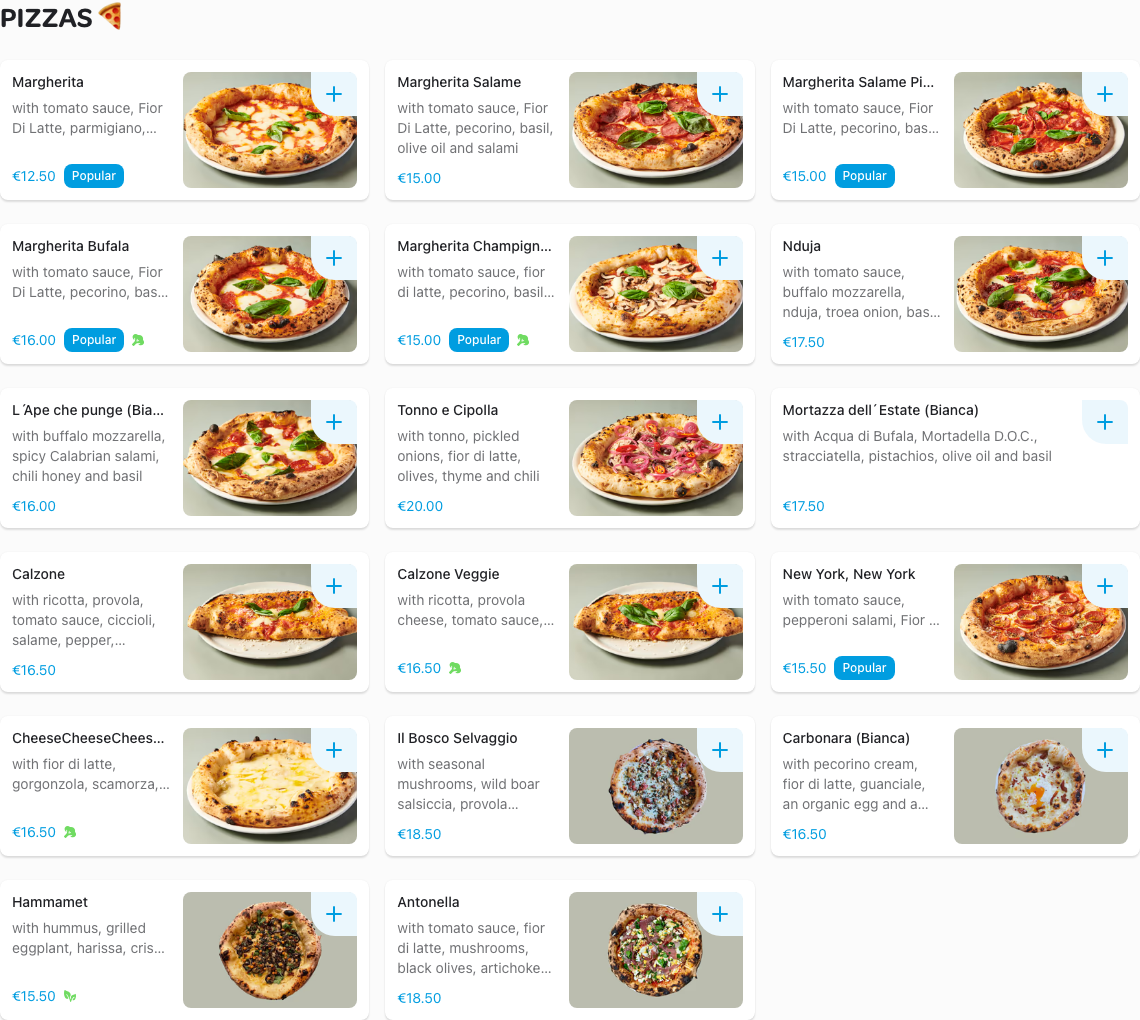 PIZZAS
Margherita
with tomato sauce, Fior
Di Latte, parmigiano,...
€12.50 Popular
Margherita Salame
with tomato sauce, Fior
Di Latte, pecorino, basil,
olive oil and salami
€15.00
Margherita Salame Pi...
with tomato sauce, Fior
Di Latte, pecorino, bas...
€15.00 Popular
Margherita Bufala
with tomato sauce, Fior
Di Latte, pecorino, bas...
€16.00 Popular
Margherita Champign...
with tomato sauce, fior
di latte, pecorino, basil...
€15.00 Popular
Nduja
with tomato sauce,
buffalo mozzarella,
nduja, troea onion, bas...
€17.50
L´Ape che punge (Bia...
with buffalo mozzarella,
spicy Calabrian salami,
chili honey and basil
€16.00
Tonno e Cipolla
with tonno, pickled
onions, fior di latte,
olives, thyme and chili
€20.00
Mortazza dell´Estate (Bianca)
with Acqua di Bufala, Mortadella D.O.C.,
stracciatella, pistachios, olive oil and basil
€17.50
Calzone
with ricotta, provola,
tomato sauce, ciccioli,
salame, pepper,...
€16.50
Calzone Veggie
with ricotta, provola
cheese, tomato sauce,...
€16.50
New York, New York
with tomato sauce,
pepperoni salami, Fior ...
€15.50 Popular
CheeseCheeseChees...
with fior di latte,
gorgonzola, scamorza,...
€16.50
Il Bosco Selvaggio
with seasonal
mushrooms, wild boar
salsiccia, provola...
€18.50
Carbonara (Bianca)
with pecorino cream,
fior di latte, guanciale,
an organic egg and a...
€16.50
Hammamet
with hummus, grilled
eggplant, harissa, cris...
€15.50
Antonella
with tomato sauce, fior
di latte, mushrooms,
black olives, artichoke...
€18.50